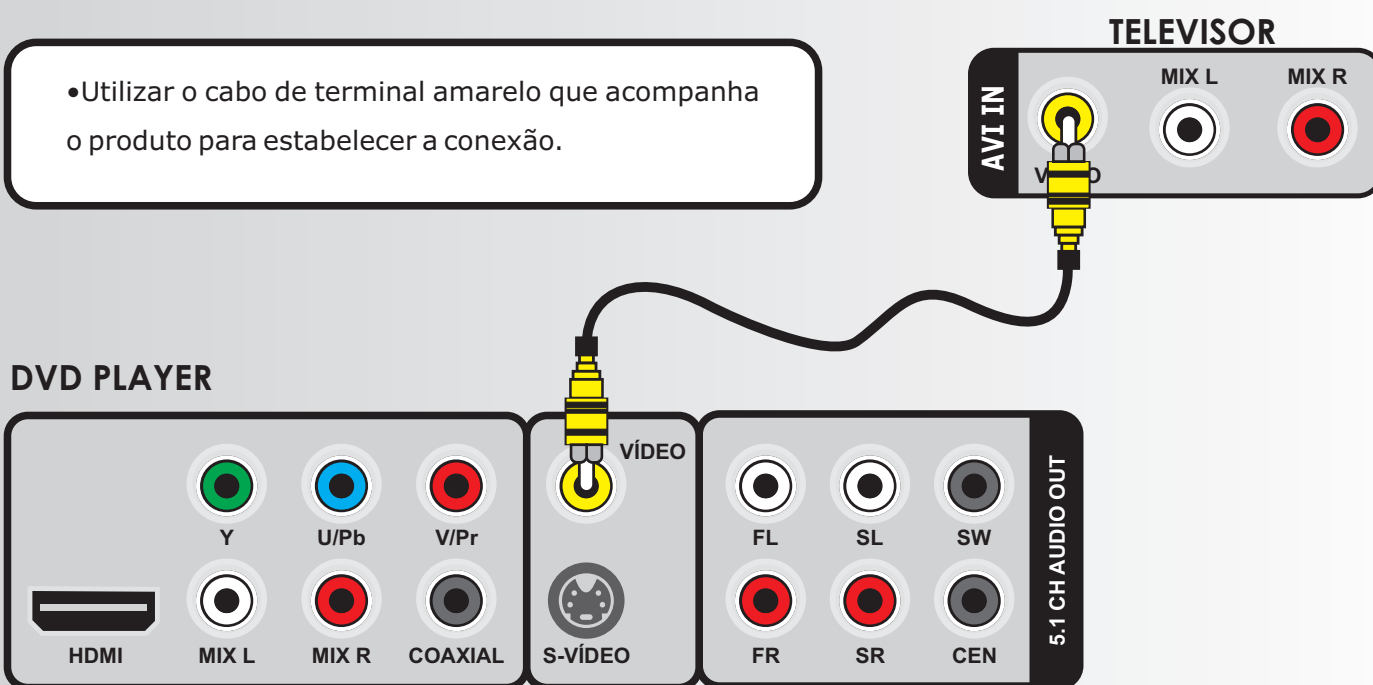 TELEVISOR
•Utilizar o cabo de terminal amarelo que acompanha
o produto para estabelecer a conexão.
AVI IN
MIX L
MIX R
DVD PLAYER
VÍDEO
Y
U/Pb
V/Pr
FL
SL
SW
HDMI
MIX L
MIX R
COAXIAL
S-VÍDEO
FR
SR
CEN
5.1 CH AUDIO OUT